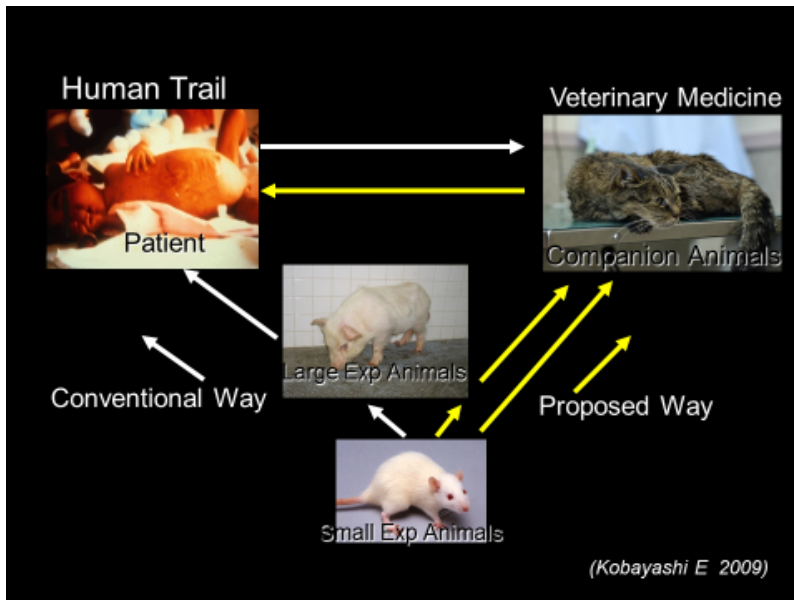 Human Trail
Veterinary Medicine
Patient
Companion Animals
Large Exp Animals
Conventional Way
Proposed Way
Small Exp Animals
(Kobayashi E 2009)